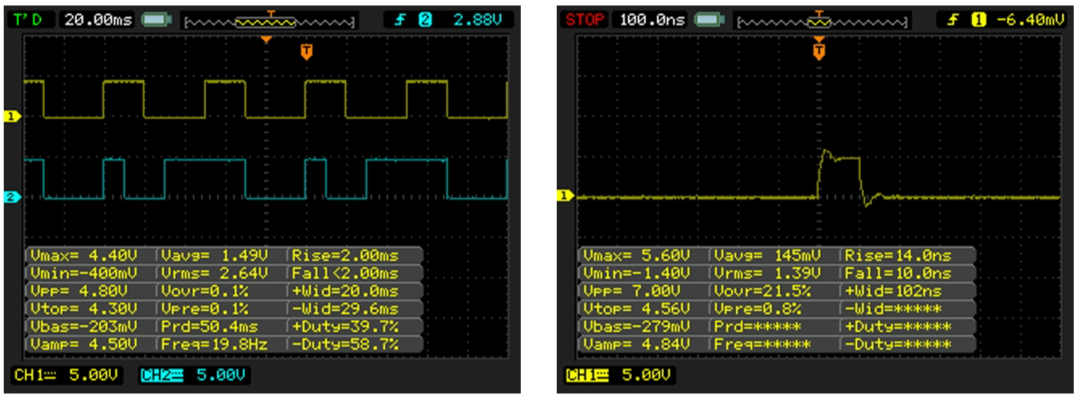 T'D 20.00ms T 2 2.88V
T
1
2
Vmax= 4.40V Vavg= 1.49V Rise=2.00ms
Vmin=-400mV Vrms= 2.64V Fall<2.00ms
Vpp= 4.80V Vovr=0.1% +Wid=20.0ms
Vtop= 4.30V Vpre=0.1% -Wid=29.6ms
Vbas=-203mV Prd=50.4ms +Duty=39.7%
Vamp= 4.50V Freq=19.8Hz -Duty=58.7%
CH1 5.00V CH2 5.00V
STOP 100.0ns T 1 -6.40mV
T
1
Vmax= 5.60V Vavg= 145mV Rise=14.0ns
Vmin=-1.40V Vrms= 1.39V Fall=10.0ns
Vpp= 7.00V Vovr=21.5% +Wid=102ns
Vtop= 4.56V Vpre=0.8% -Wid=*****
Vbas=-279mV Prd=***** +Duty=*****
Vamp= 4.84V Freq=***** -Duty=*****
CH1 5.00V